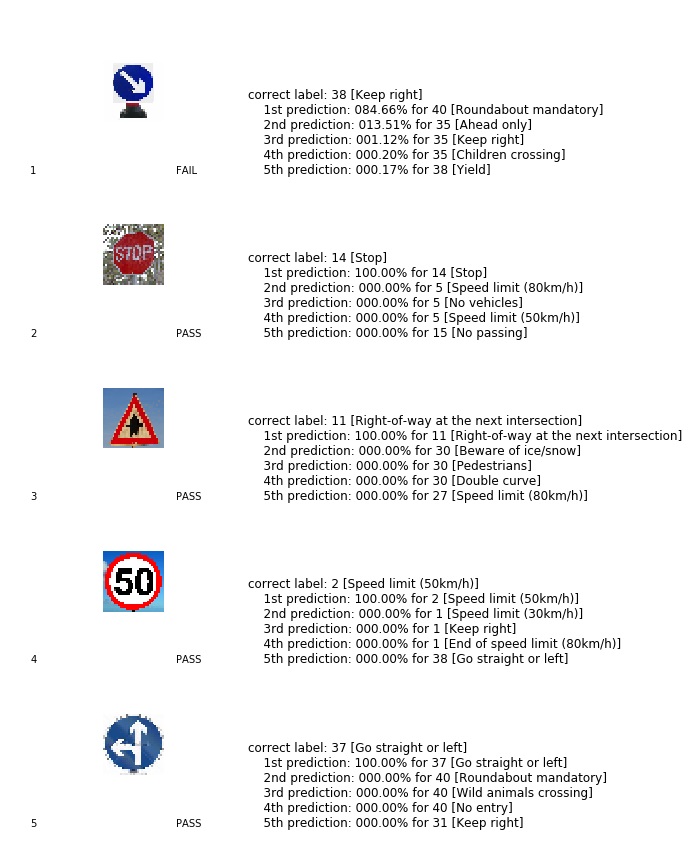 correct label: 38 [Keep right]
1st prediction: 084.66% for 40 [Roundabout mandatory]
2nd prediction: 013.51% for 35 [Ahead only]
3rd prediction: 001.12% for 35 [Keep right]
4th prediction: 000.20% for 35 [Children crossing]
1 FAIL 5th prediction: 000.17% for 38 [Yield]
STOP
correct label: 14 [Stop]
1st prediction: 100.00% for 14 [Stop]
2nd prediction: 000.00% for 5 [Speed limit (80km/h)]
3rd prediction: 000.00% for 5 [No vehicles]
4th prediction: 000.00% for 5 [Speed limit (50km/h)]
2 PASS 5th prediction: 000.00% for 15 [No passing]
correct label: 11 [Right-of-way at the next intersection]
1st prediction: 100.00% for 11 [Right-of-way at the next intersection]
2nd prediction: 000.00% for 30 [Beware of ice/snow]
3rd prediction: 000.00% for 30 [Pedestrians]
4th prediction: 000.00% for 30 [Double curve]
3 PASS 5th prediction: 000.00% for 27 [Speed limit (80km/h)]
50
correct label: 2 [Speed limit (50km/h)]
1st prediction: 100.00% for 2 [Speed limit (50km/h)]
2nd prediction: 000.00% for 1 [Speed limit (30km/h)]
3rd prediction: 000.00% for 1 [Keep right]
4th prediction: 000.00% for 1 [End of speed limit (80km/h)]
4 PASS 5th prediction: 000.00% for 38 [Go straight or left]
correct label: 37 [Go straight or left]
1st prediction: 100.00% for 37 [Go straight or left]
2nd prediction: 000.00% for 40 [Roundabout mandatory]
3rd prediction: 000.00% for 40 [Wild animals crossing]
4th prediction: 000.00% for 40 [No entry]
5 PASS 5th prediction: 000.00% for 31 [Keep right]